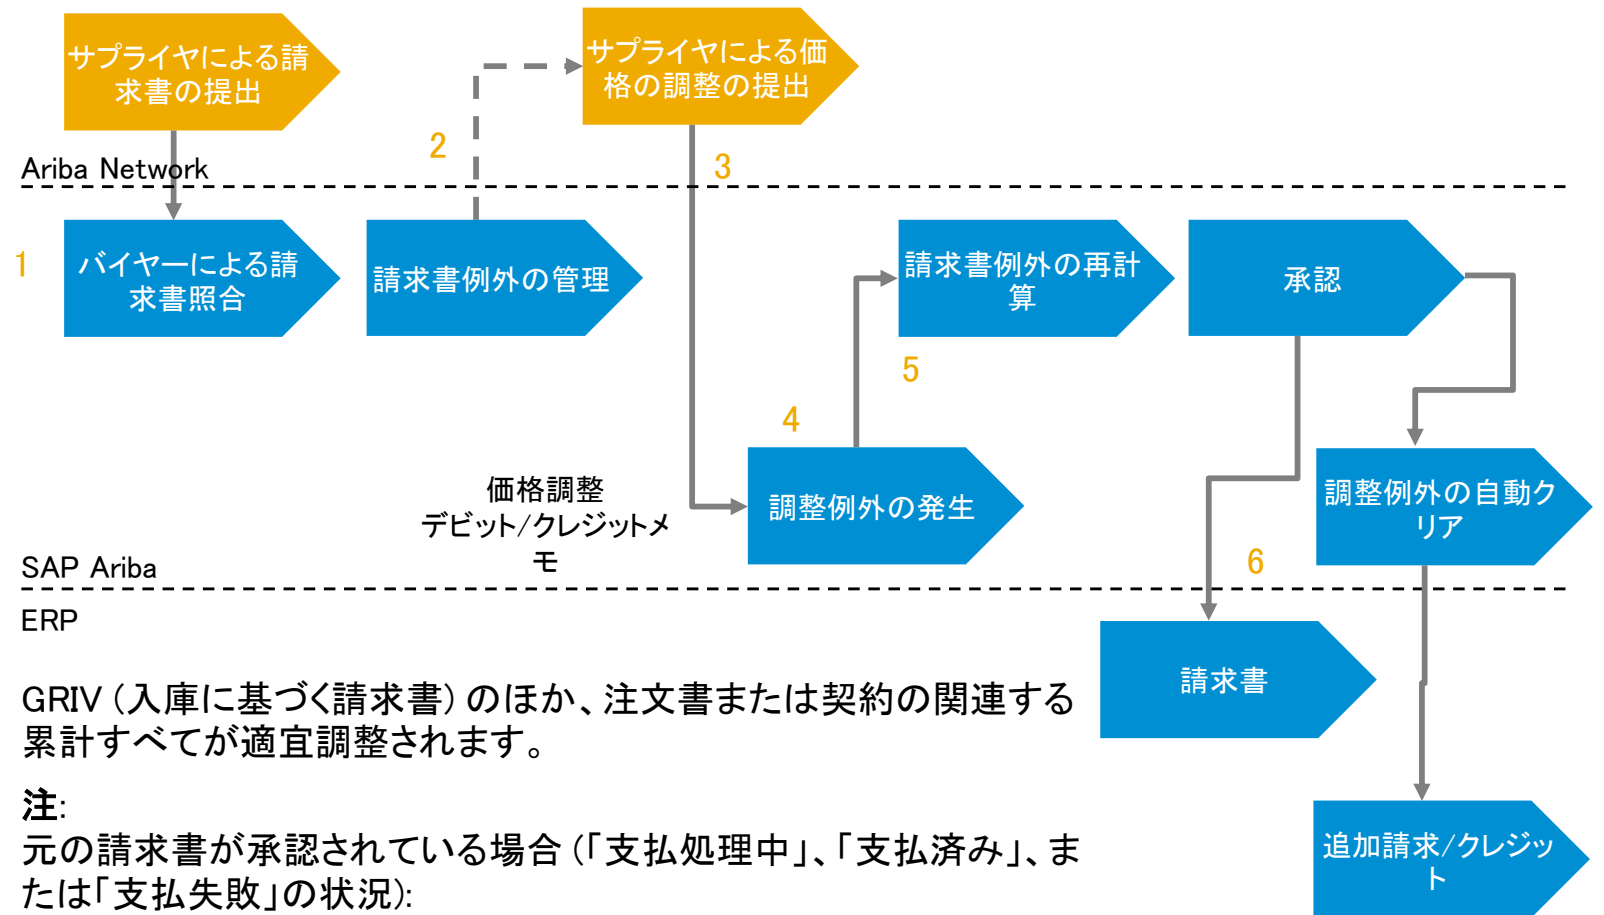 サプライヤによる請
求書の提出
サプライヤによる価
格の調整の提出
2
3
Ariba Network
1
バイヤーによる請
求書照合
請求書例外の管理
請求書例外の再計
算
承認
5
4
価格調整
デビット/クレジットメ
モ
調整例外の発生
調整例外の自動ク
リア
6
SAP Ariba
ERP
請求書
GRIV (入庫に基づく請求書) のほか、注文書または契約の関連する
累計すべてが適宜調整されます。
注:
元の請求書が承認されている場合 (「支払処理中」、「支払済み」、ま
たは「支払失敗」の状況):
追加請求/クレジッ
ト